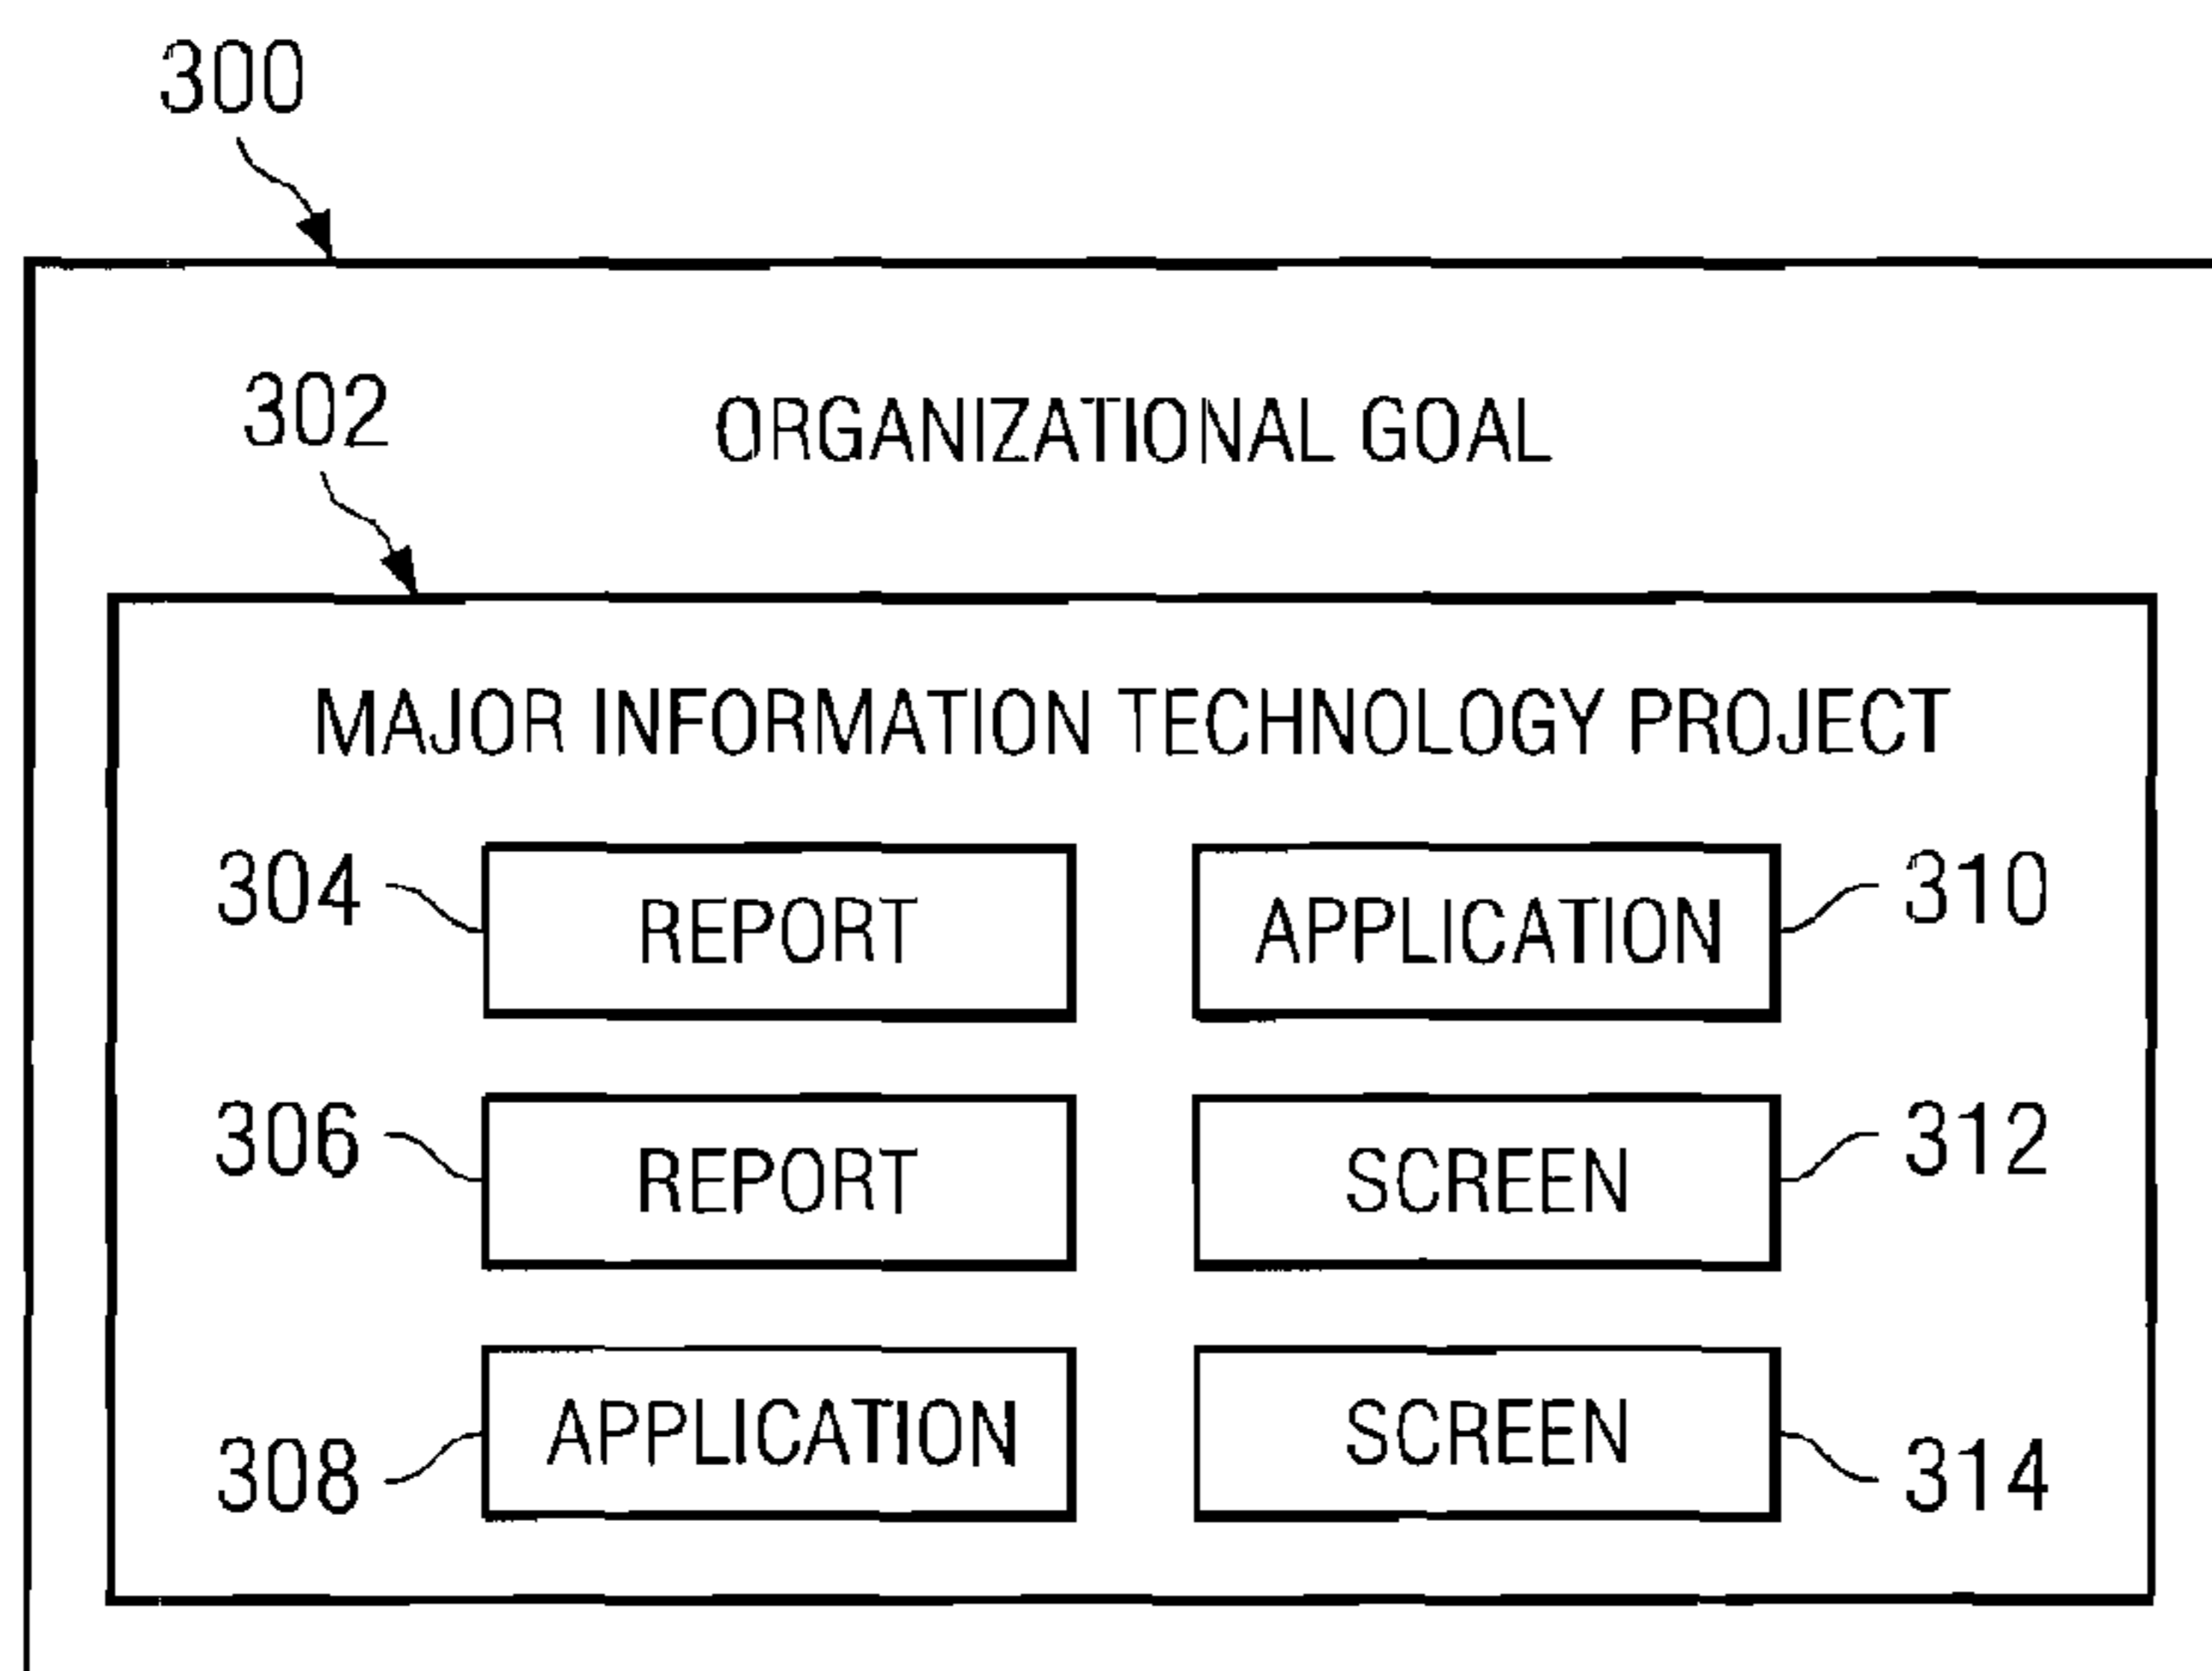 300
302
ORGANIZATIONAL GOAL
MAJOR INFORMATION TECHNOLOGY PROJECT
304 REPORT APPLICATION 310
306 REPORT SCREEN 312
308 APPLICATION SCREEN 314